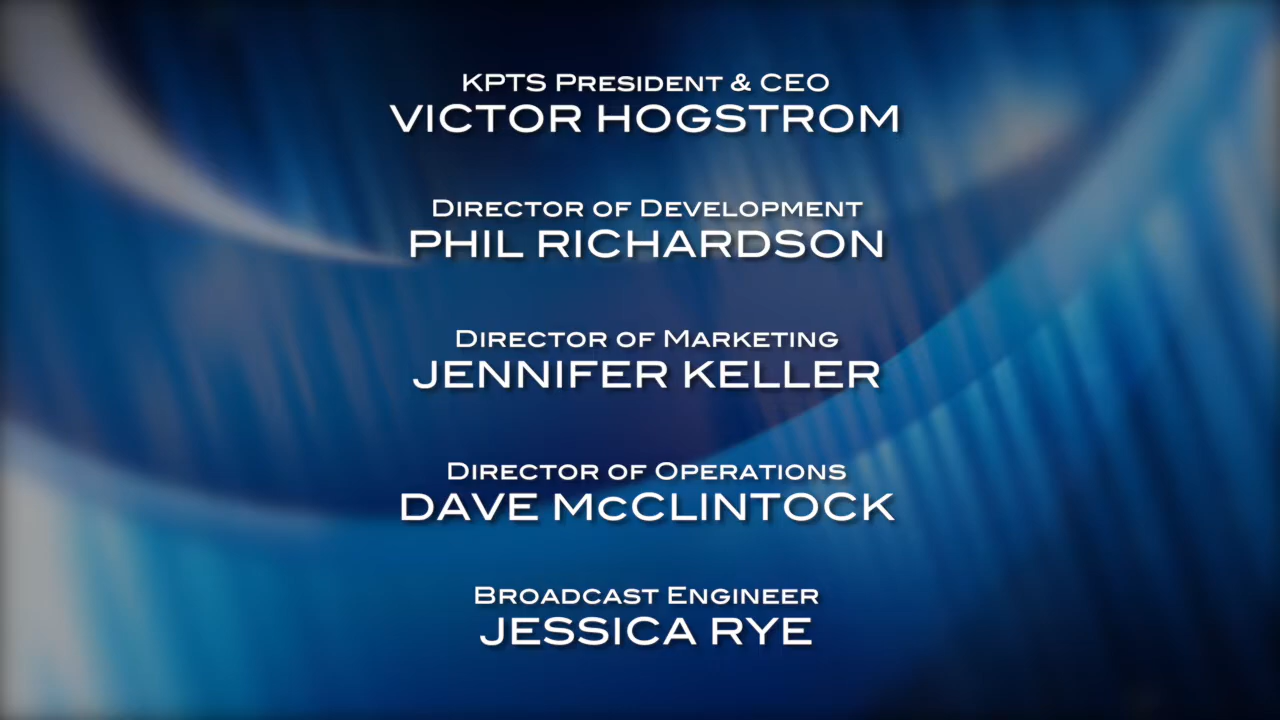 KPTS President & CEO
VICTOR HOGSTROM
Director of Development
PHIL RICHARDSON
Director of Marketing
JENNIFER KELLER
Director of Operations
DAVE McCLINTOCK
Broadcast Engineer
JESSICA RYE